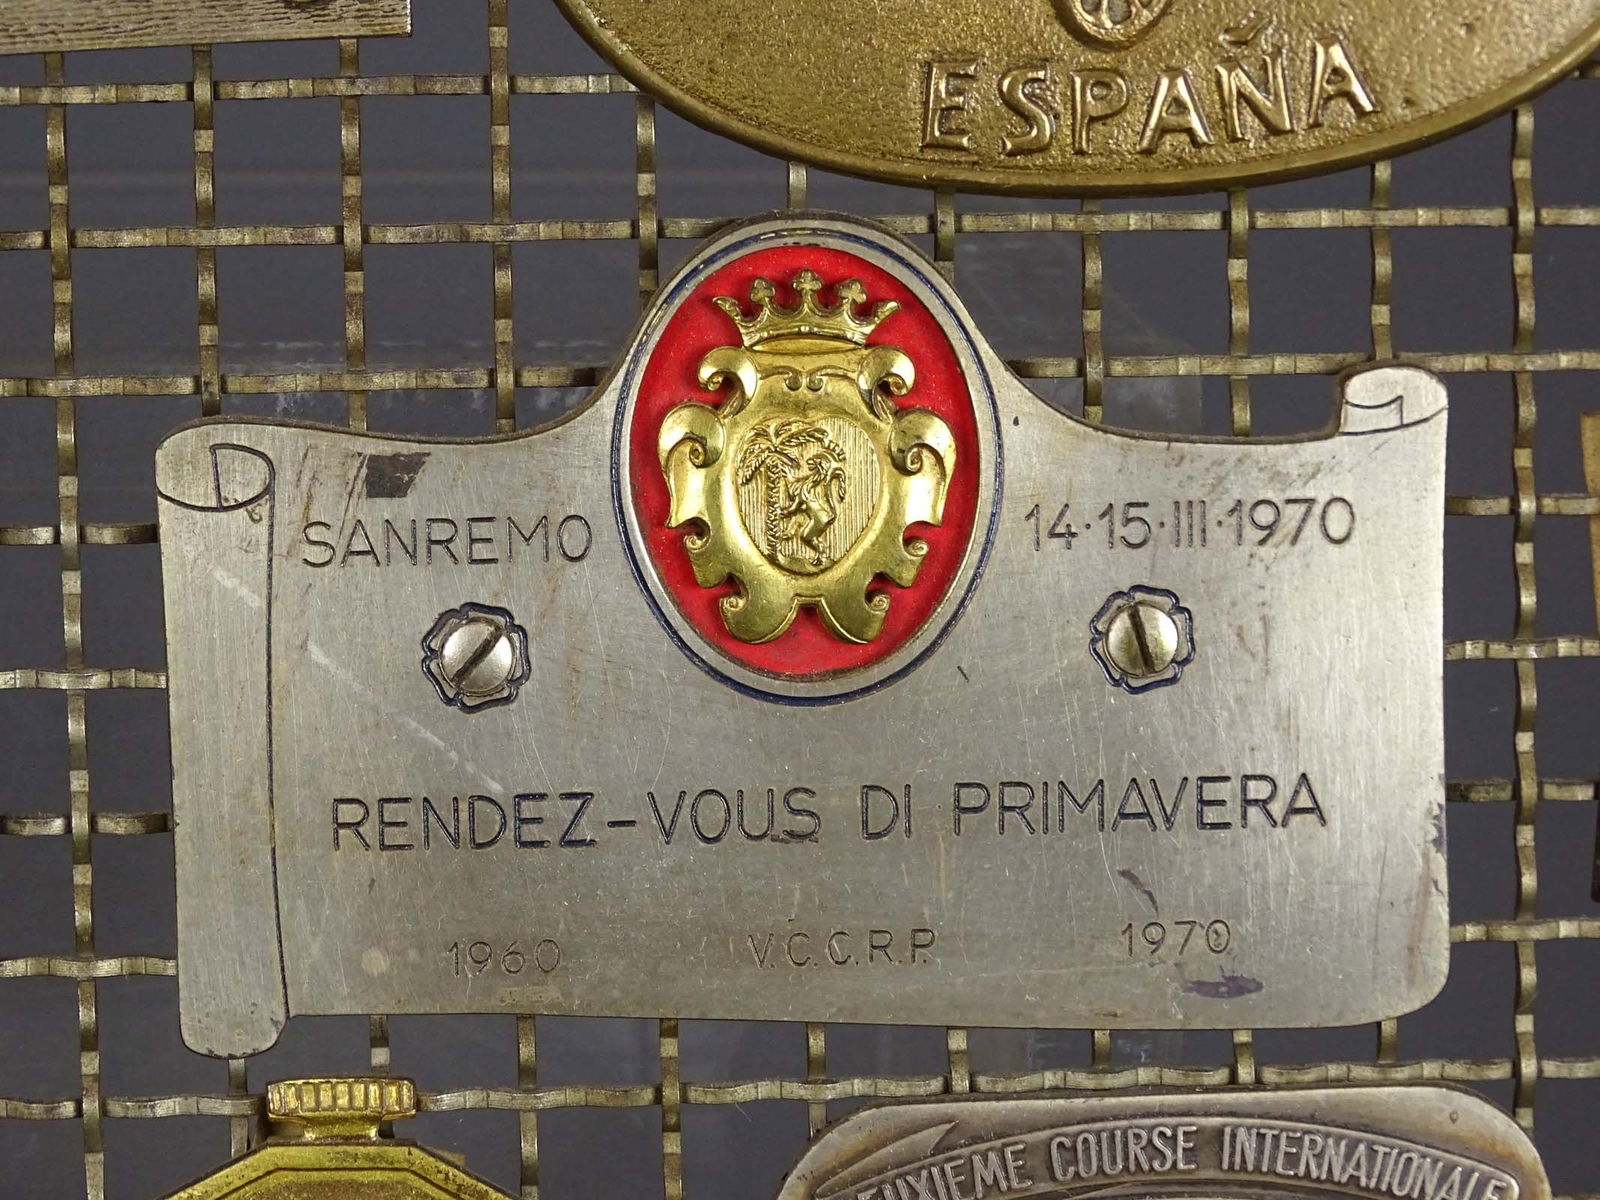 ESPAÑA
SANREMO
14·15·III·1970
RENDEZ-VOUS DI PRIMAVERA
1960 V.C.C.R.P. 1970
COURSE INTERNATIONALE